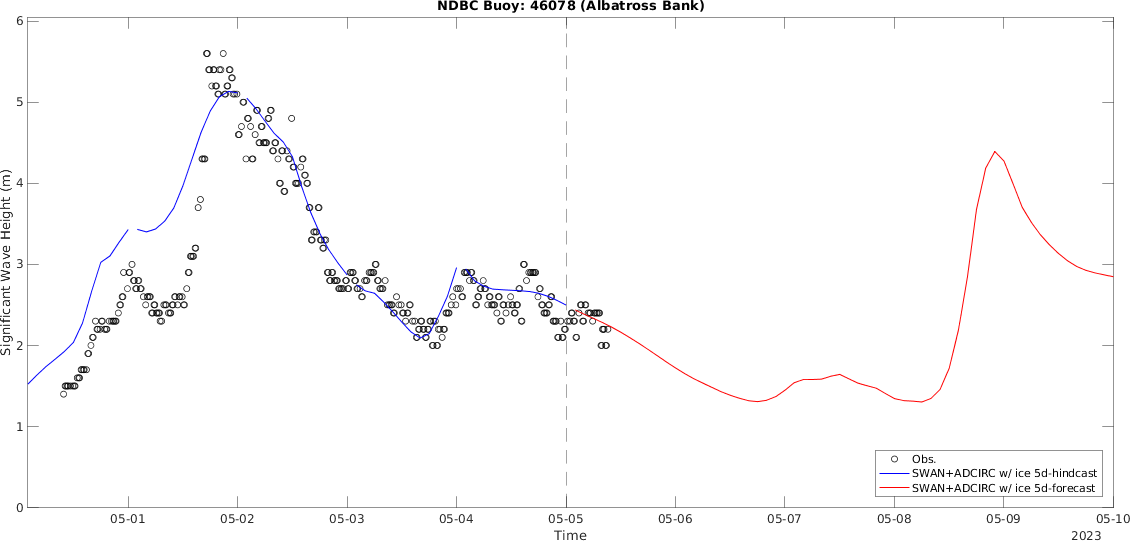 NDBC Buoy: 46078 (Albatross Bank)
6
5
4
3
2
1
0
Significant Wave Height (m)
Obs.
SWAN+ADCIRC w/ ice 5d-hindcast
SWAN+ADCIRC w/ ice 5d-forecast
05-01 05-02 05-03 05-04 05-05 05-06 05-07 05-08 05-09 05-10
Time
2023